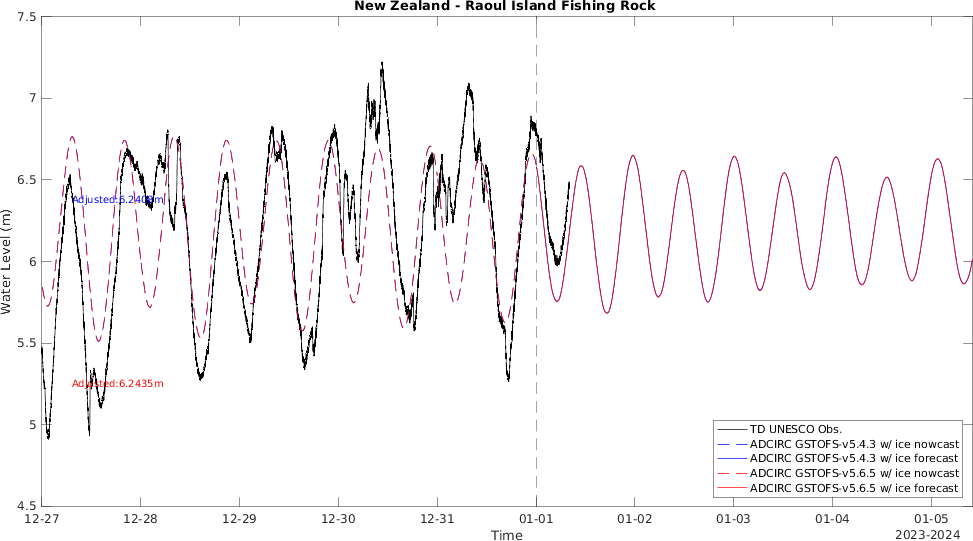 New Zealand - Raoul Island Fishing Rock
7.5
7
6.5
6
5.5
5
4.5
Water Level (m)
Adjusted:6.2408m
Adjusted:6.2435m
TD UNESCO Obs.
ADCIRC GSTOFS-v5.4.3 w/ ice nowcast
ADCIRC GSTOFS-v5.4.3 w/ ice forecast
ADCIRC GSTOFS-v5.6.5 w/ ice nowcast
ADCIRC GSTOFS-v5.6.5 w/ ice forecast
12-27 12-28 12-29 12-30 12-31 01-01 01-02 01-03 01-04 01-05
Time
2023-2024